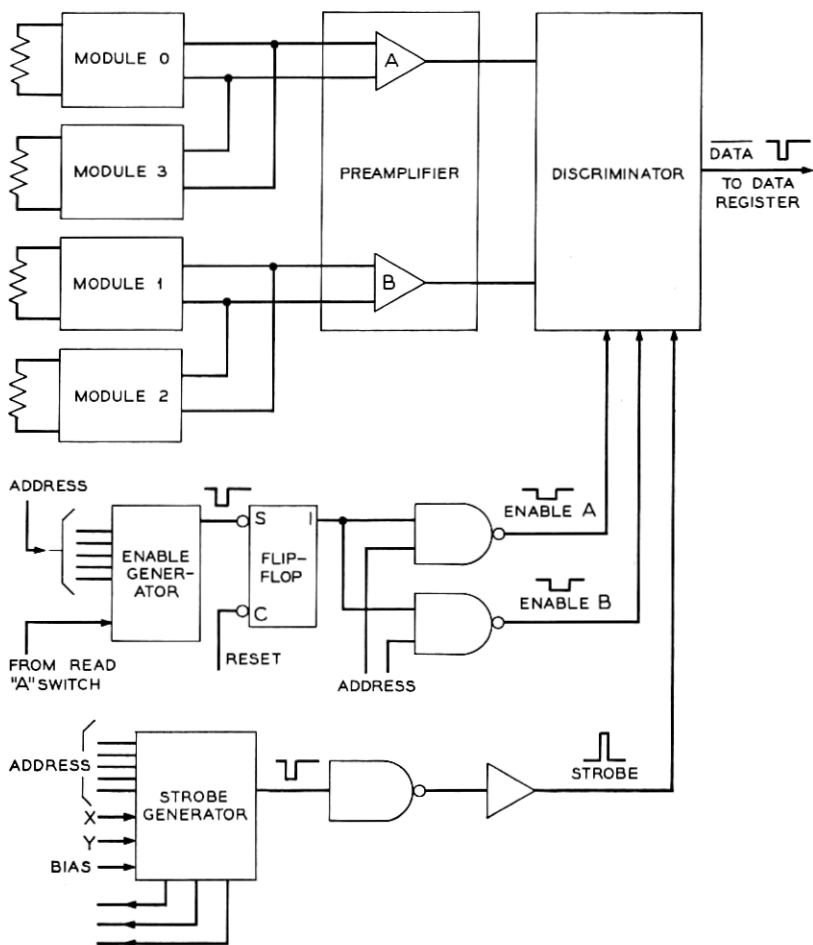 MODULE 0
MODULE 3
MODULE 1
MODULE 2
A
B
PREAMPLIFIER
DISCRIMINATOR
DATA
TO DATA
REGISTER
ADDRESS
ENABLE
GENER-
ATOR
FROM READ
"A" SWITCH
S
1
FLIP-
FLOP
C
RESET
ADDRESS
ENABLE A
ENABLE B
ADDRESS
X
Y
BIAS
STROBE
GENERATOR
STROBE